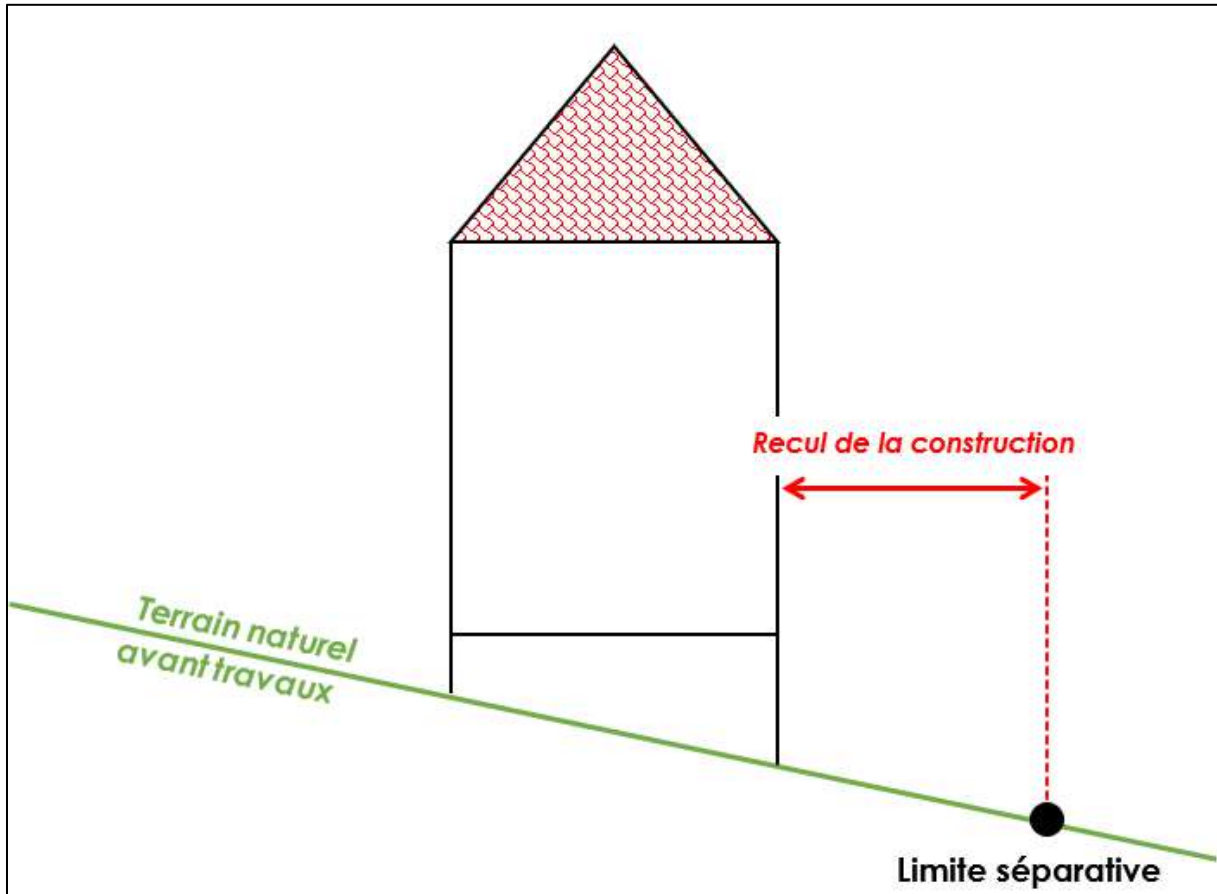 Recul de la construction
Terrain naturel
avant travaux
Limite séparative